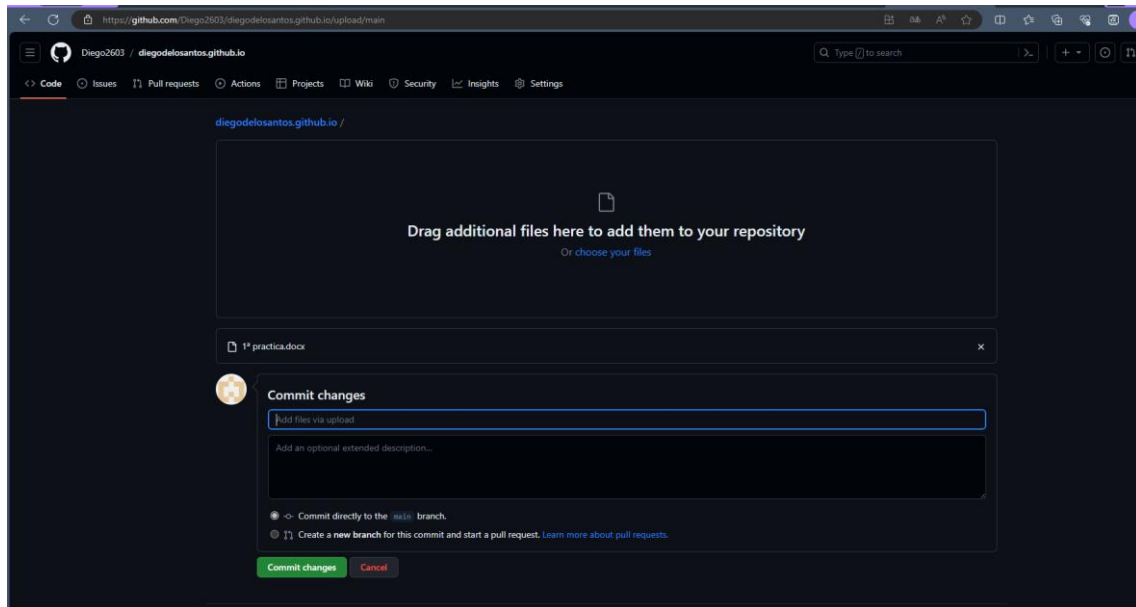 https://github.com/Diego2603/diegodelosantos.github.io/upload/main
Diego2603 / diegodelosantos.github.io
Type / to search
Code Issues Pull requests Actions Projects Wiki Security Insights Settings
diegodelosantos.github.io /
Drag additional files here to add them to your repository
Or choose your files
1ª practica.docx
Commit changes
Add files via upload
Add an optional extended description...
Commit directly to the main branch.
Create a new branch for this commit and start a pull request. Learn more about pull requests.
Commit changes Cancel